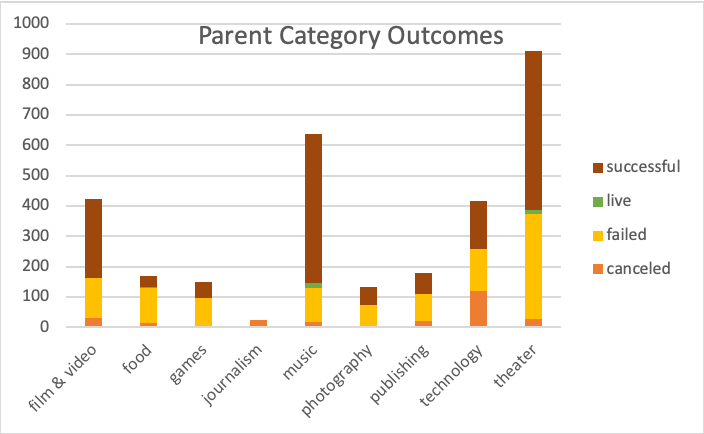 Parent Category Outcomes
1000
900
800
700
600
500
400
300
200
100
0
film & video
food
games
journalism
music
photography
publishing
technology
theater
successful
live
failed
canceled